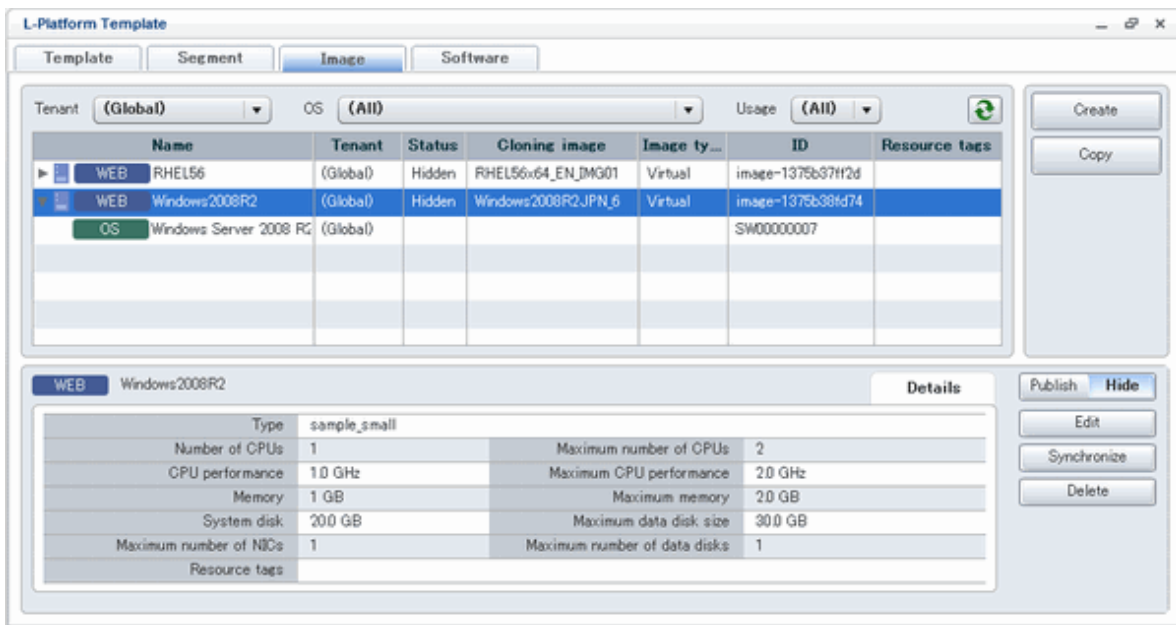 L-Platform Template
Template Segment Image Software
Tenant (Global) OS (All) Usage (All)
Create
Name Tenant Status Cloning image Image ty... ID Resource tags
Copy
WEB RHEL56 (Global) Hidden RHEL56x64_EN_IMG01 Virtual image-1375b37ff2d
WEB Windows2008R2 (Global) Hidden Windows2008R2JPN_6 Virtual image-1375b38fd74
OS Windows Server 2008 R2 (Global) SW00000007
WEB Windows2008R2 Details
Publish Hide
Type sample_small
Edit
Number of CPUs 1 Maximum number of CPUs 2
Synchronize
CPU performance 1.0 GHz Maximum CPU performance 2.0 GHz
Delete
Memory 1 GB Maximum memory 2.0 GB
System disk 20.0 GB Maximum data disk size 30.0 GB
Maximum number of NICs 1 Maximum number of data disks 1
Resource tags